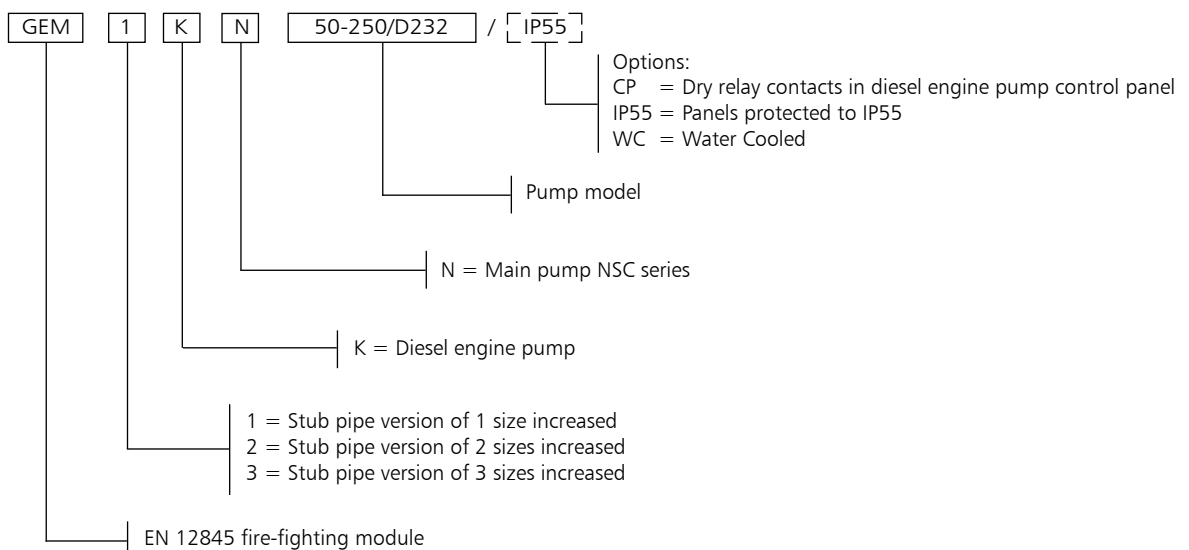 GEM 1 K N 50-250/D232 / IP55
Options:
CP = Dry relay contacts in diesel engine pump control panel
IP55 = Panels protected to IP55
WC = Water Cooled
Pump model
N = Main pump NSC series
K = Diesel engine pump
1 = Stub pipe version of 1 size increased
2 = Stub pipe version of 2 sizes increased
3 = Stub pipe version of 3 sizes increased
EN 12845 fire-fighting module